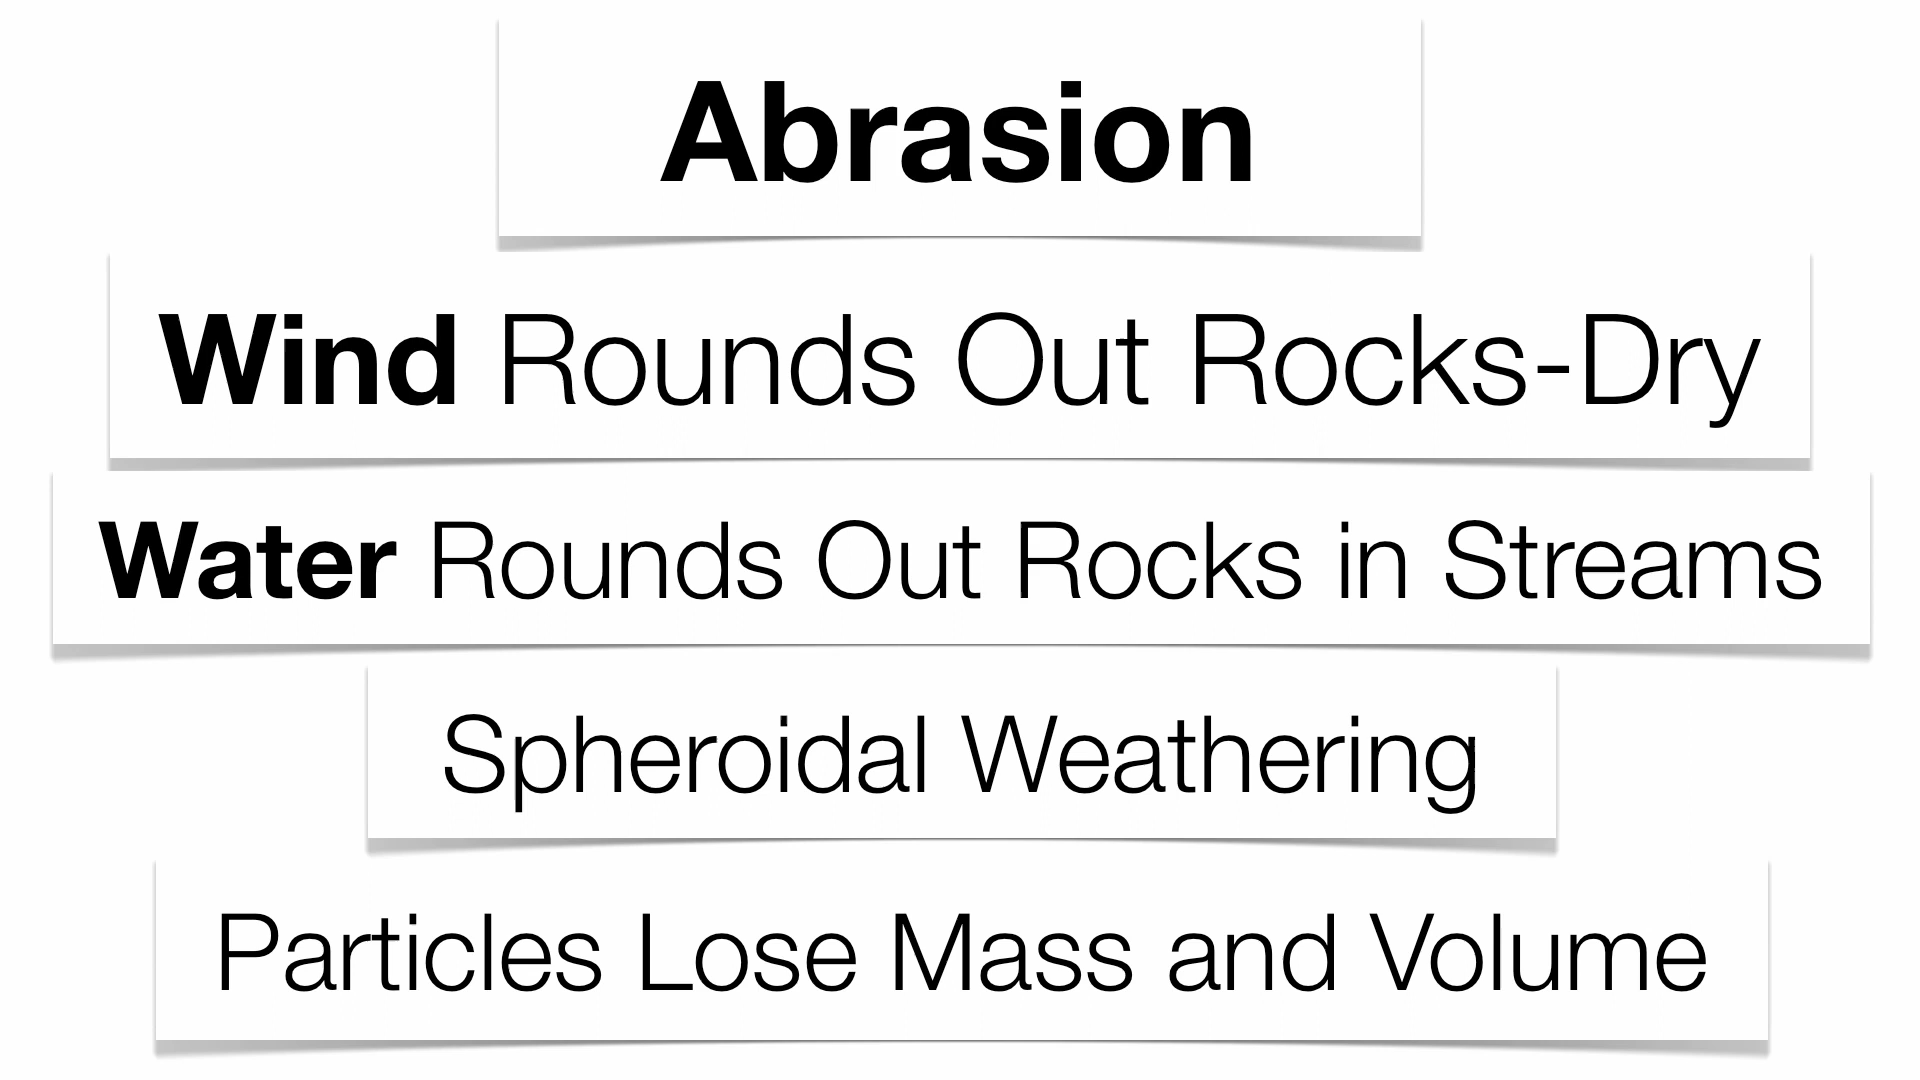 Abrasion
Wind Rounds Out Rocks-Dry
Water Rounds Out Rocks in Streams
Spheroidal Weathering
Particles Lose Mass and Volume